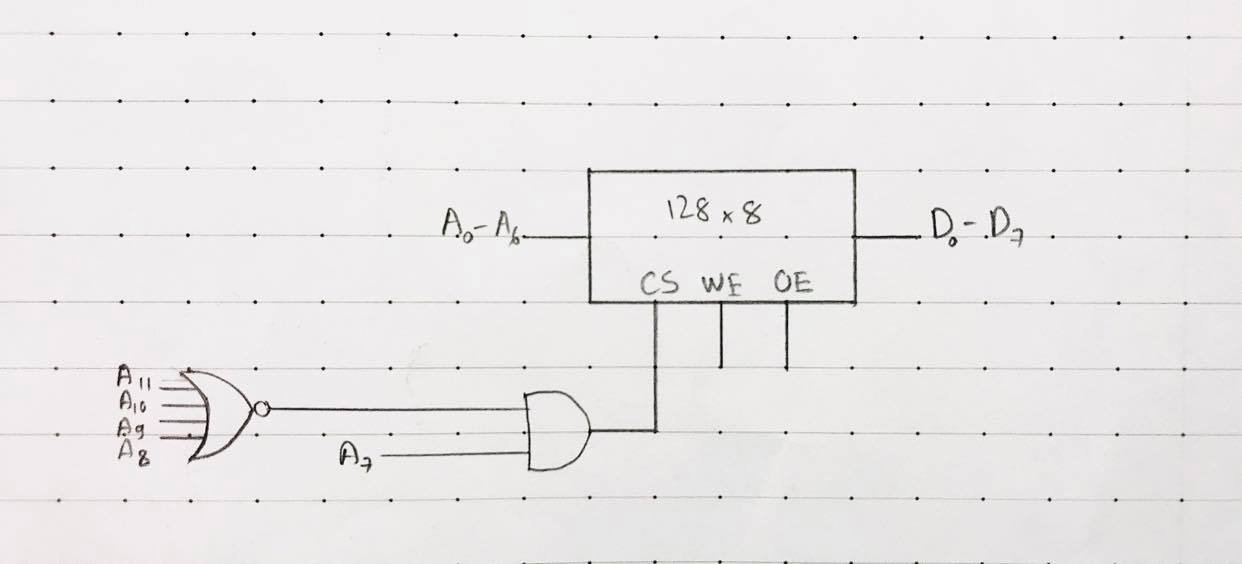 128 x 8
A₀-A₆
D₀-D₇
CS WE OE
A₁₁
A₁₀
A₉
A₈
A₇